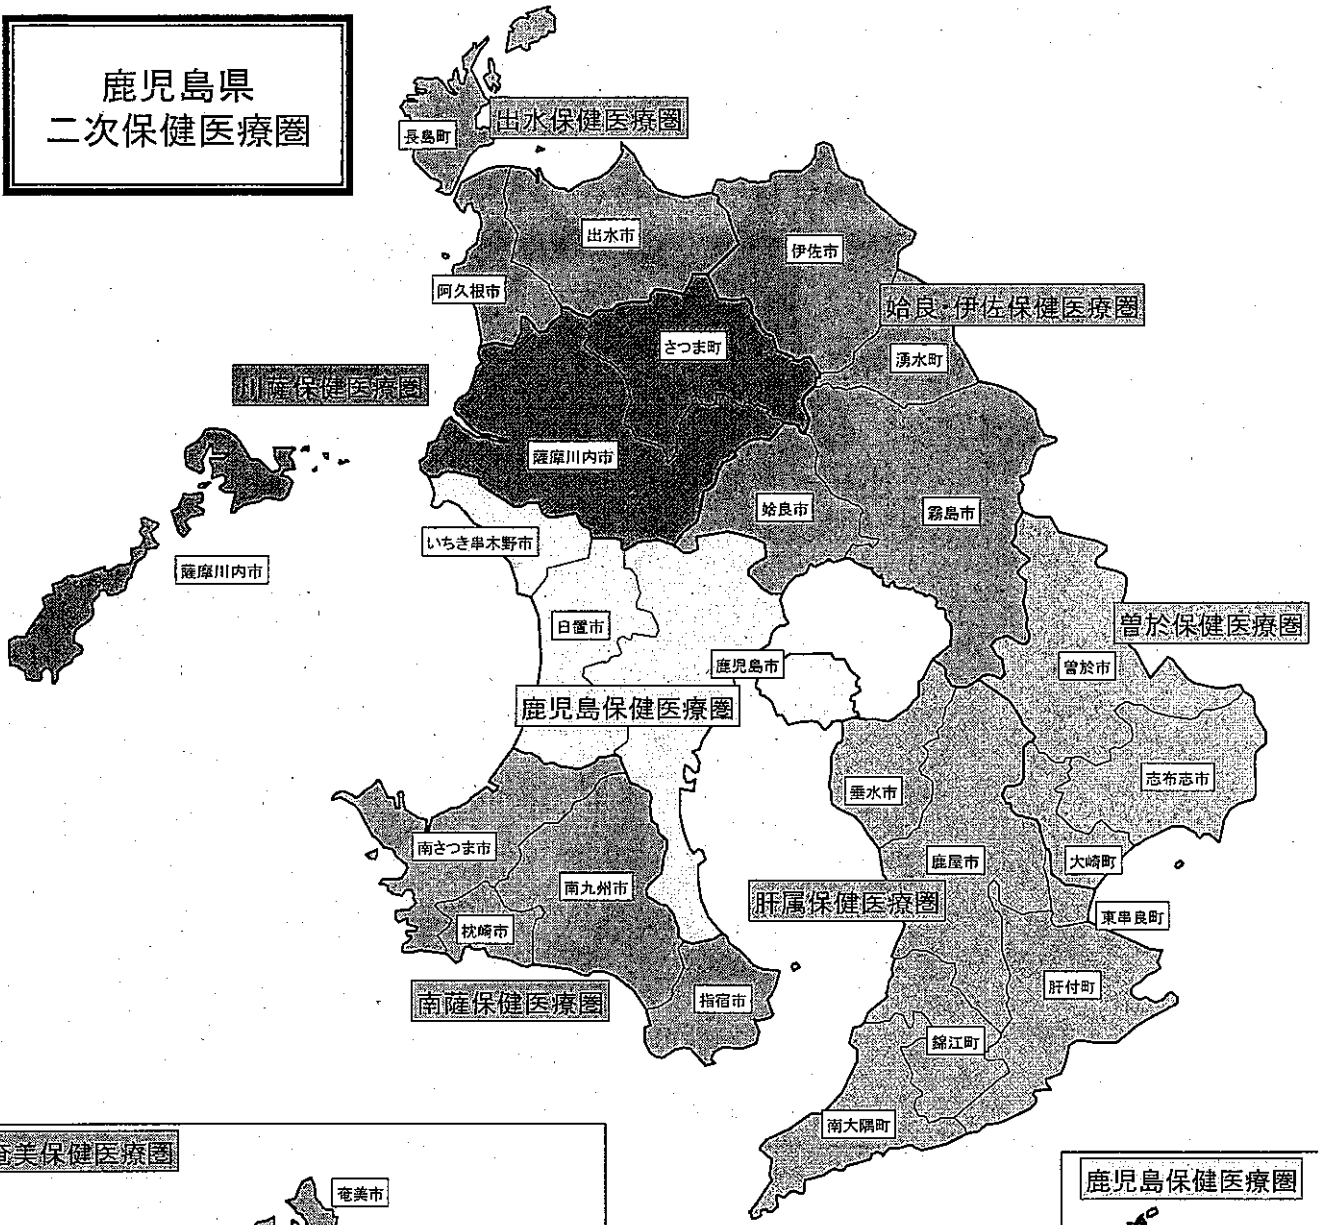 鹿児島県
二次保健医療圏
長島町
出水保健医療圏
出水市
伊佐市
阿久根市
姶良・伊佐保健医療圏
さつま町
湧水町
川薩保健医療圏
薩摩川内市
姶良市
霧島市
いちき串木野市
薩摩川内市
日置市
曽於保健医療圏
鹿児島市
曽於市
鹿児島保健医療圏
志布志市
垂水市
南さつま市
鹿屋市
大崎町
南九州市
肝属保健医療圏
東串良町
枕崎市
南薩保健医療圏
指宿市
肝付町
錦江町
南大隅町
奄美保健医療圏
鹿児島保健医療圏
奄美市